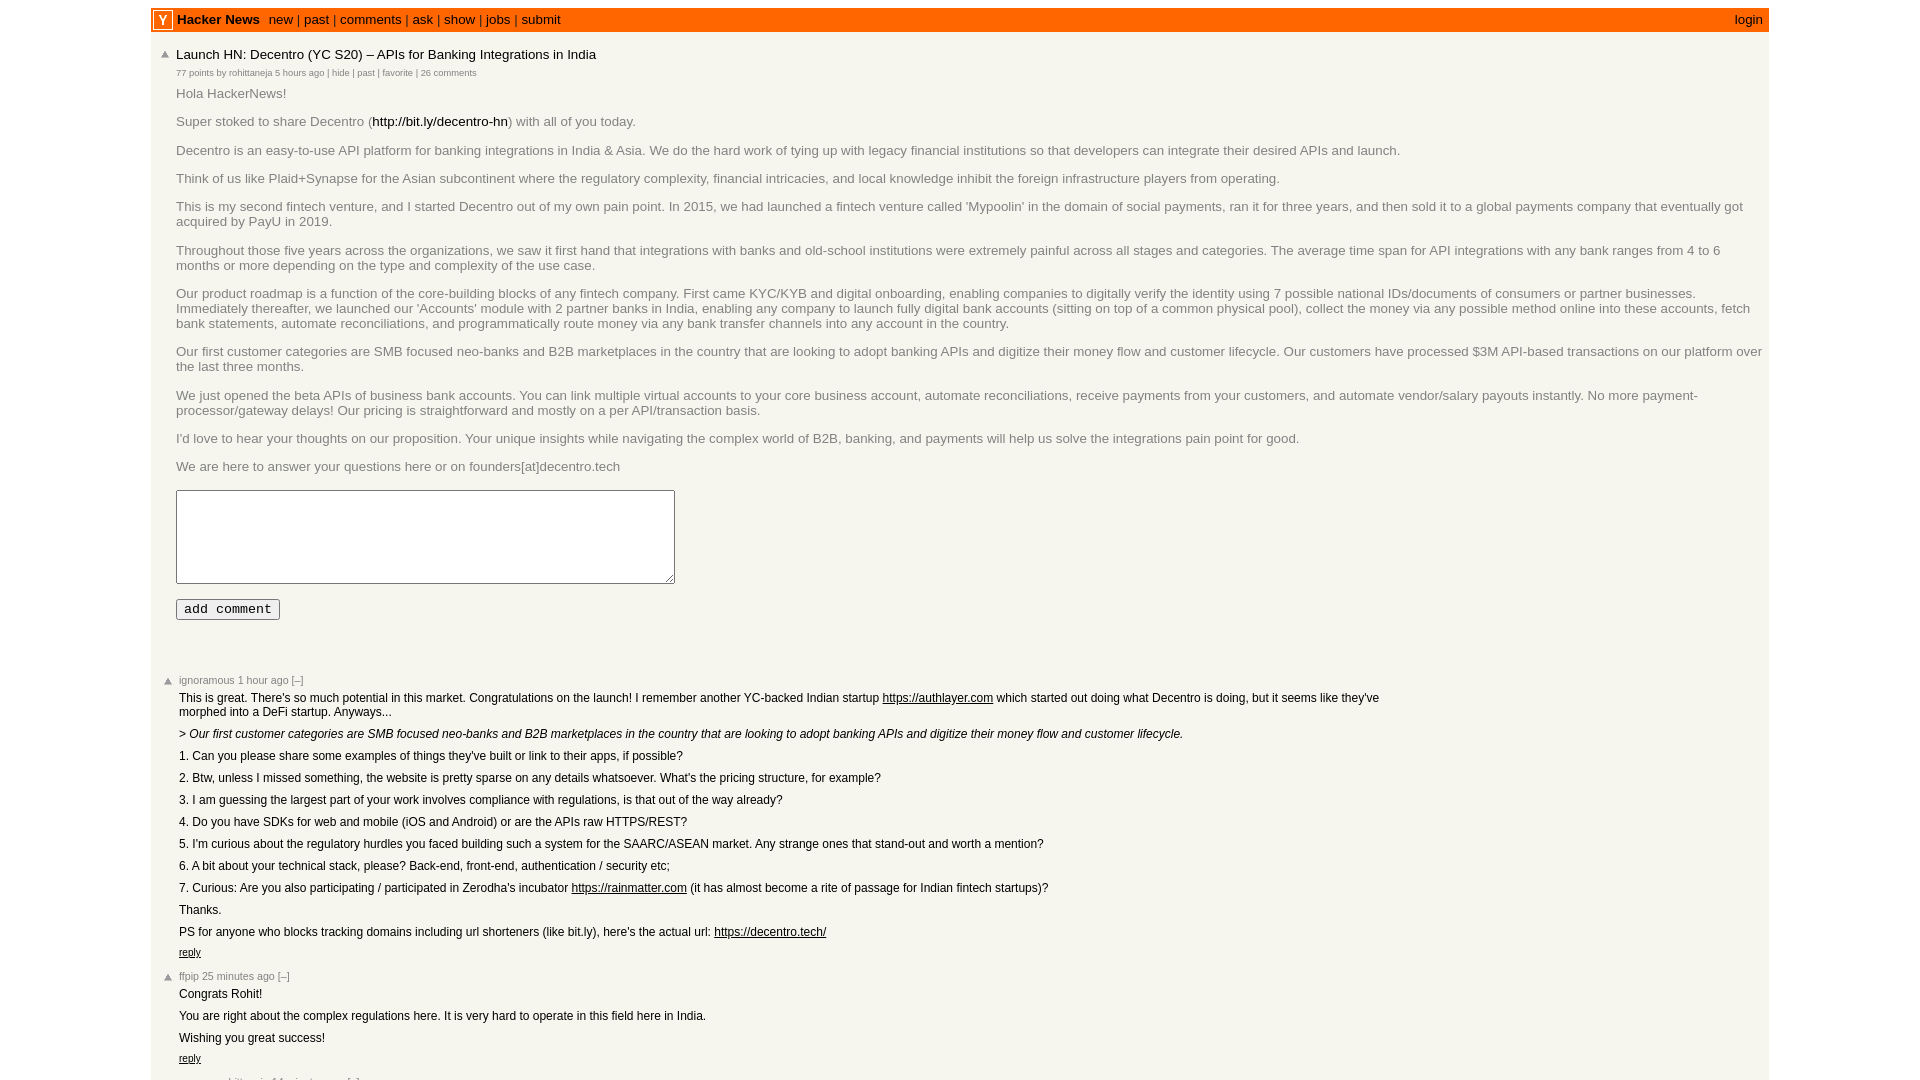 Y Hacker News new | past | comments | ask | show | jobs | submit login
Launch HN: Decentro (YC S20) – APIs for Banking Integrations in India
77 points by rohittaneja 5 hours ago | hide | past | favorite | 26 comments
Hola HackerNews!
Super stoked to share Decentro (http://bit.ly/decentro-hn) with all of you today.
Decentro is an easy-to-use API platform for banking integrations in India & Asia. We do the hard work of tying up with legacy financial institutions so that developers can integrate their desired APIs and launch.
Think of us like Plaid+Synapse for the Asian subcontinent where the regulatory complexity, financial intricacies, and local knowledge inhibit the foreign infrastructure players from operating.
This is my second fintech venture, and I started Decentro out of my own pain point. In 2015, we had launched a fintech venture called 'Mypoolin' in the domain of social payments, ran it for three years, and then sold it to a global payments company that eventually got
acquired by PayU in 2019.
Throughout those five years across the organizations, we saw it first hand that integrations with banks and old-school institutions were extremely painful across all stages and categories. The average time span for API integrations with any bank ranges from 4 to 6
months or more depending on the type and complexity of the use case.
Our product roadmap is a function of the core-building blocks of any fintech company. First came KYC/KYB and digital onboarding, enabling companies to digitally verify the identity using 7 possible national IDs/documents of consumers or partner businesses.
Immediately thereafter, we launched our 'Accounts' module with 2 partner banks in India, enabling any company to launch fully digital bank accounts (sitting on top of a common physical pool), collect the money via any possible method online into these accounts, fetch
bank statements, automate reconciliations, and programmatically route money via any bank transfer channels into any account in the country.
Our first customer categories are SMB focused neo-banks and B2B marketplaces in the country that are looking to adopt banking APIs and digitize their money flow and customer lifecycle. Our customers have processed $3M API-based transactions on our platform over
the last three months.
We just opened the beta APIs of business bank accounts. You can link multiple virtual accounts to your core business account, automate reconciliations, receive payments from your customers, and automate vendor/salary payouts instantly. No more payment-
processor/gateway delays! Our pricing is straightforward and mostly on a per API/transaction basis.
I'd love to hear your thoughts on our proposition. Your unique insights while navigating the complex world of B2B, banking, and payments will help us solve the integrations pain point for good.
We are here to answer your questions here or on founders[at]decentro.tech
add comment
ignoramous 1 hour ago [–]
This is great. There's so much potential in this market. Congratulations on the launch! I remember another YC-backed Indian startup https://authlayer.com which started out doing what Decentro is doing, but it seems like they've
morphed into a DeFi startup. Anyways...
> Our first customer categories are SMB focused neo-banks and B2B marketplaces in the country that are looking to adopt banking APIs and digitize their money flow and customer lifecycle.
1. Can you please share some examples of things they've built or link to their apps, if possible?
2. Btw, unless I missed something, the website is pretty sparse on any details whatsoever. What's the pricing structure, for example?
3. I am guessing the largest part of your work involves compliance with regulations, is that out of the way already?
4. Do you have SDKs for web and mobile (iOS and Android) or are the APIs raw HTTPS/REST?
5. I'm curious about the regulatory hurdles you faced building such a system for the SAARC/ASEAN market. Any strange ones that stand-out and worth a mention?
6. A bit about your technical stack, please? Back-end, front-end, authentication / security etc;
7. Curious: Are you also participating / participated in Zerodha's incubator https://rainmatter.com (it has almost become a rite of passage for Indian fintech startups)?
Thanks.
PS for anyone who blocks tracking domains including url shorteners (like bit.ly), here's the actual url: https://decentro.tech/
reply
ffpip 25 minutes ago [–]
Congrats Rohit!
You are right about the complex regulations here. It is very hard to operate in this field here in India.
Wishing you great success!
reply